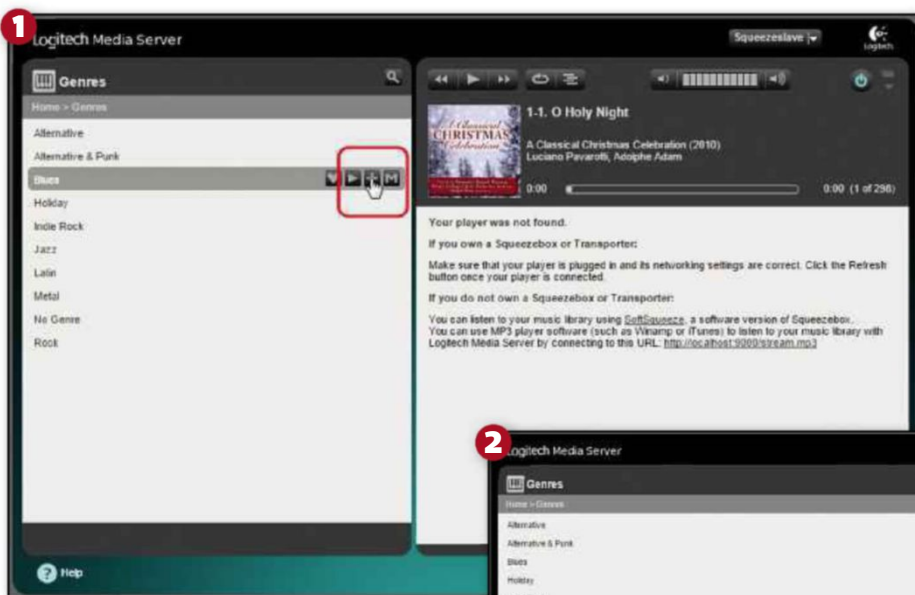 1
Logitech Media Server
Squeezeslave
Logitech
Genres
Home > Genres
Alternative
Alternative & Punk
Blues
Holiday
Indie Rock
Jazz
Latin
Metal
No Genre
Rock
Help
A Classical
CHRISTMAS
Celebration
1-1. O Holy Night
A Classical Christmas Celebration (2010)
Luciano Pavarotti, Adolphe Adam
0:00
0:00 (1 of 298)
Your player was not found.
If you own a Squeezebox or Transporter:
Make sure that your player is plugged in and its networking settings are correct. Click the Refresh
button once your player is connected.
If you do not own a Squeezebox or Transporter:
You can listen to your music library using SoftSqueeze, a software version of Squeezebox.
You can use MP3 player software (such as Winamp or iTunes) to listen to your music library with
Logitech Media Server by connecting to this URL: http://localhost:9000/stream.mp3
2
Logitech Media Server
Genres
Home > Genres
Alternative
Alternative & Punk
Blues
Holiday